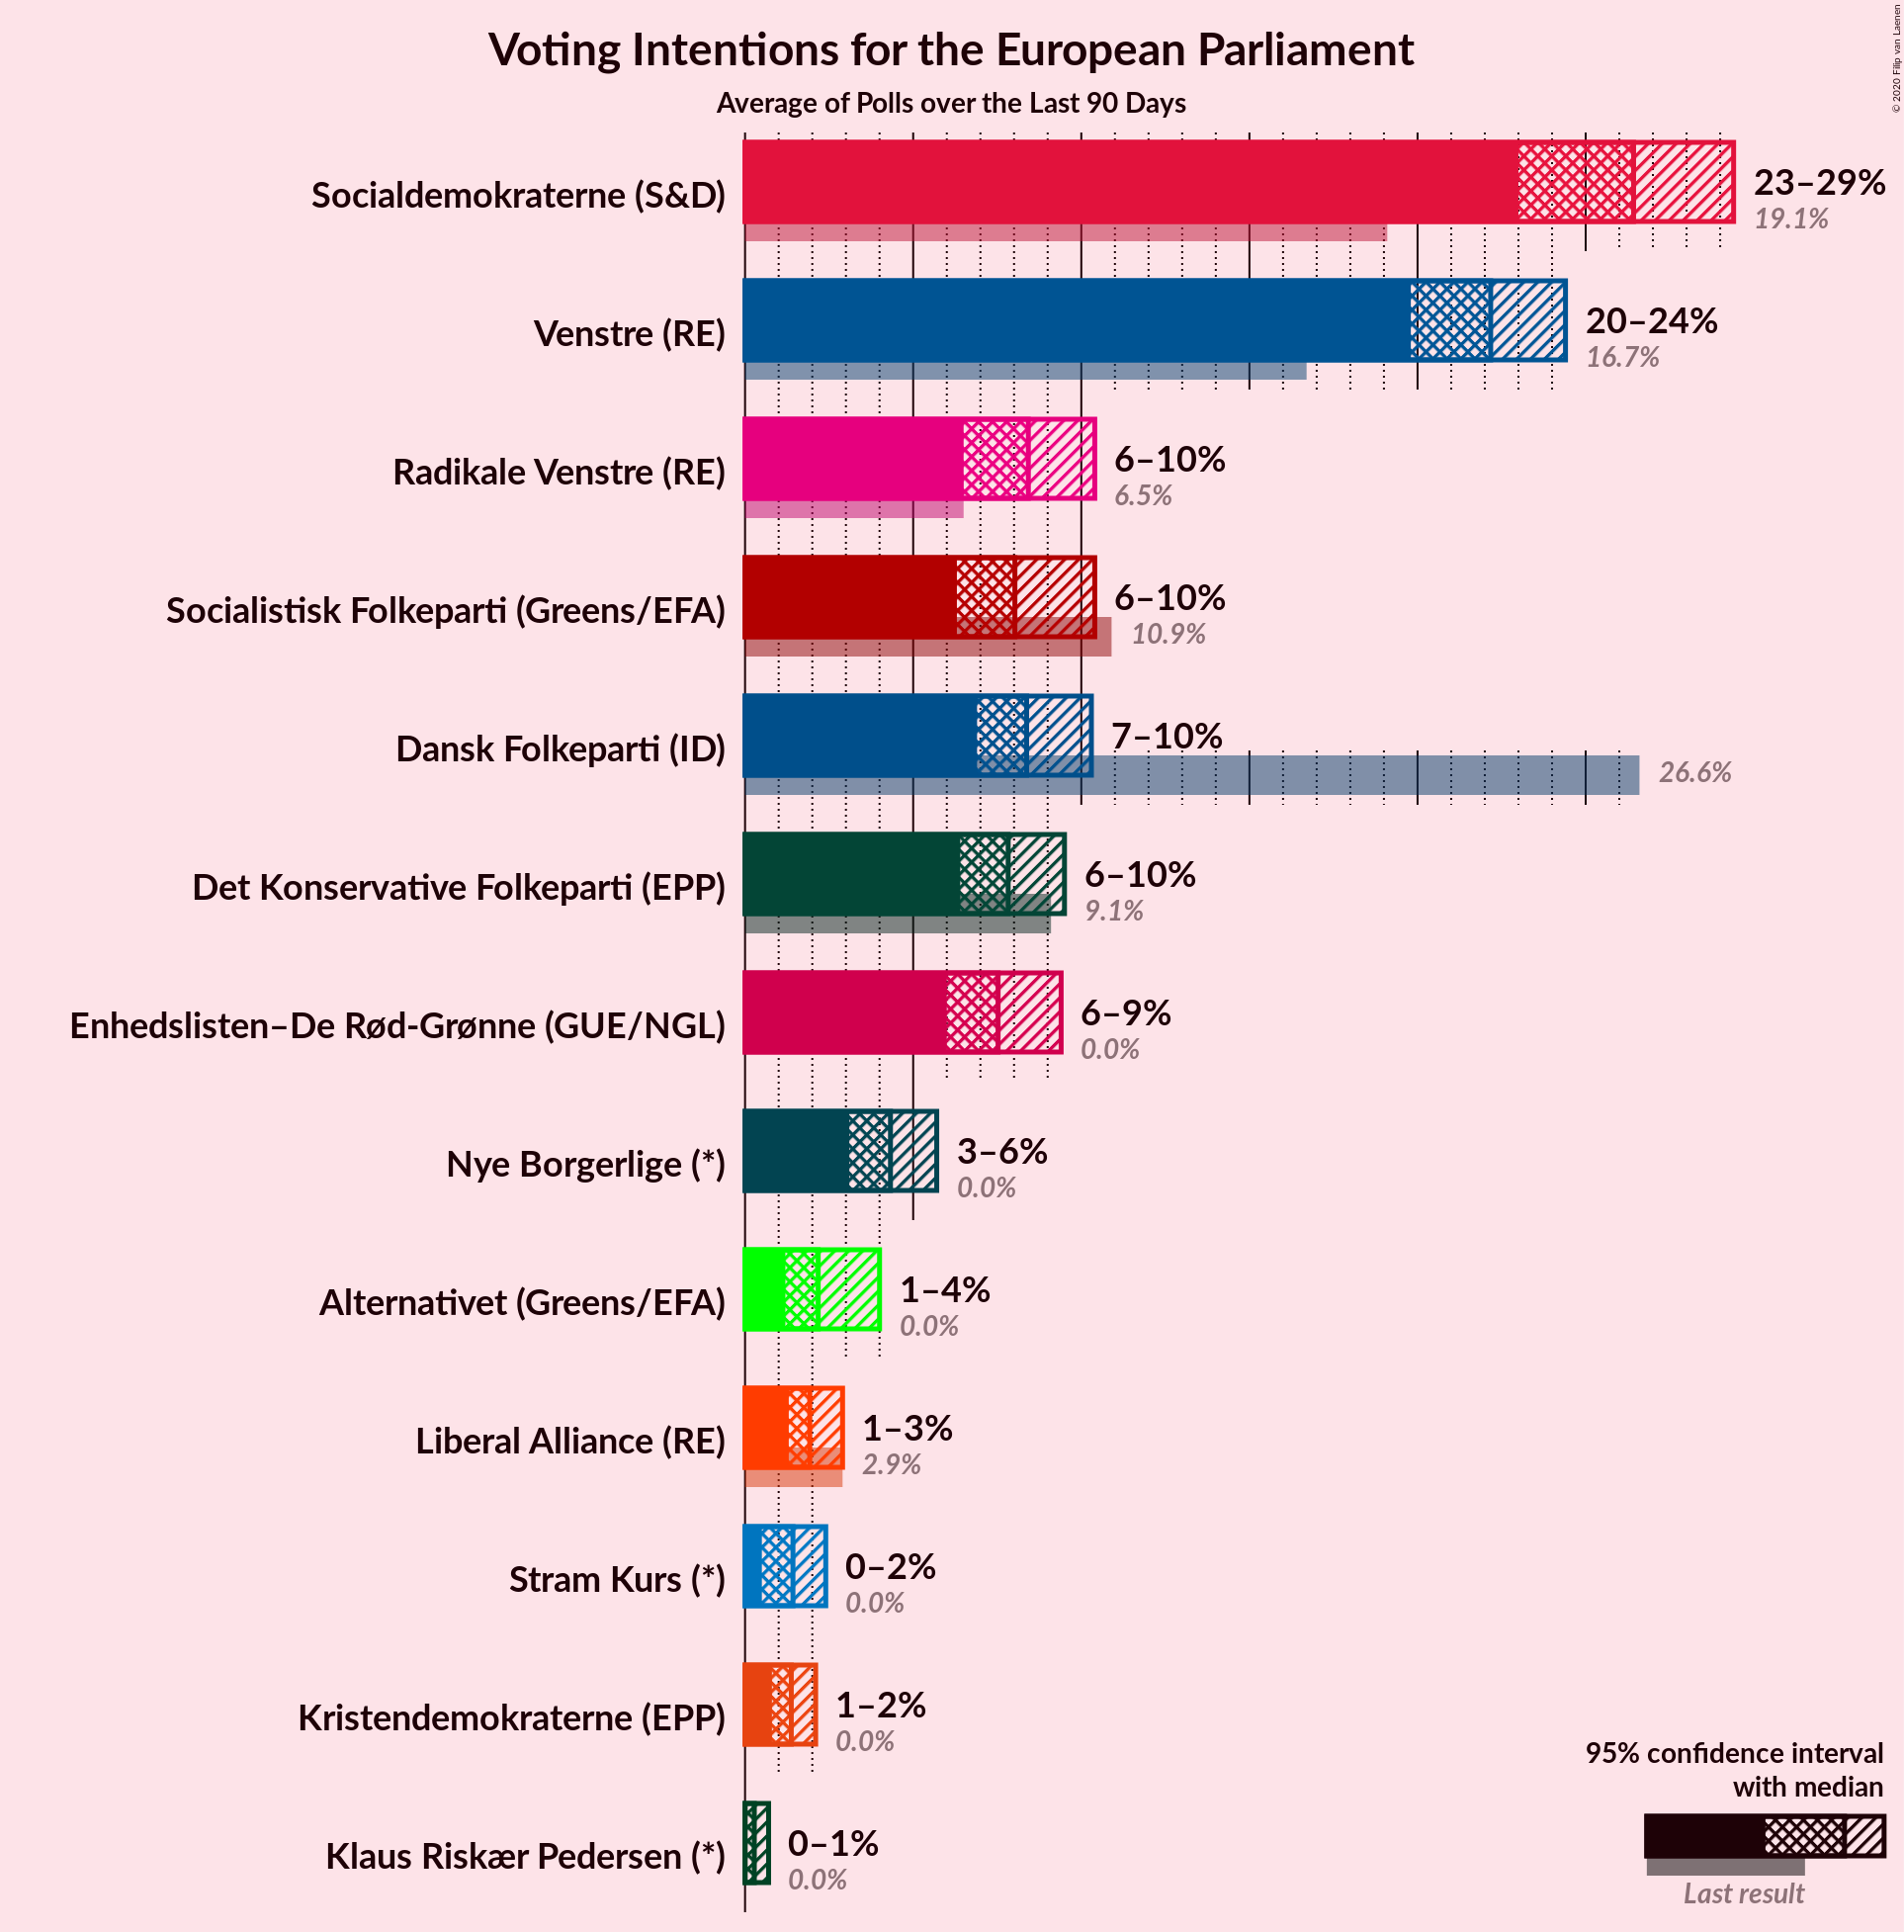 © 2020 Filip van Laenen
Voting Intentions for the European Parliament
Average of Polls over the Last 90 Days
Socialdemokraterne (S&D)
23–29%
19.1%
Venstre (RE)
20–24%
16.7%
Radikale Venstre (RE)
6–10%
6.5%
Socialistisk Folkeparti (Greens/EFA)
6–10%
10.9%
Dansk Folkeparti (ID)
7–10%
26.6%
Det Konservative Folkeparti (EPP)
6–10%
9.1%
Enhedslisten–De Rød-Grønne (GUE/NGL)
6–9%
0.0%
Nye Borgerlige (*)
3–6%
0.0%
Alternativet (Greens/EFA)
1–4%
0.0%
Liberal Alliance (RE)
1–3%
2.9%
Stram Kurs (*)
0–2%
0.0%
Kristendemokraterne (EPP)
1–2%
0.0%
Klaus Riskær Pedersen (*)
0–1%
0.0%
95% confidence interval
with median
Last result